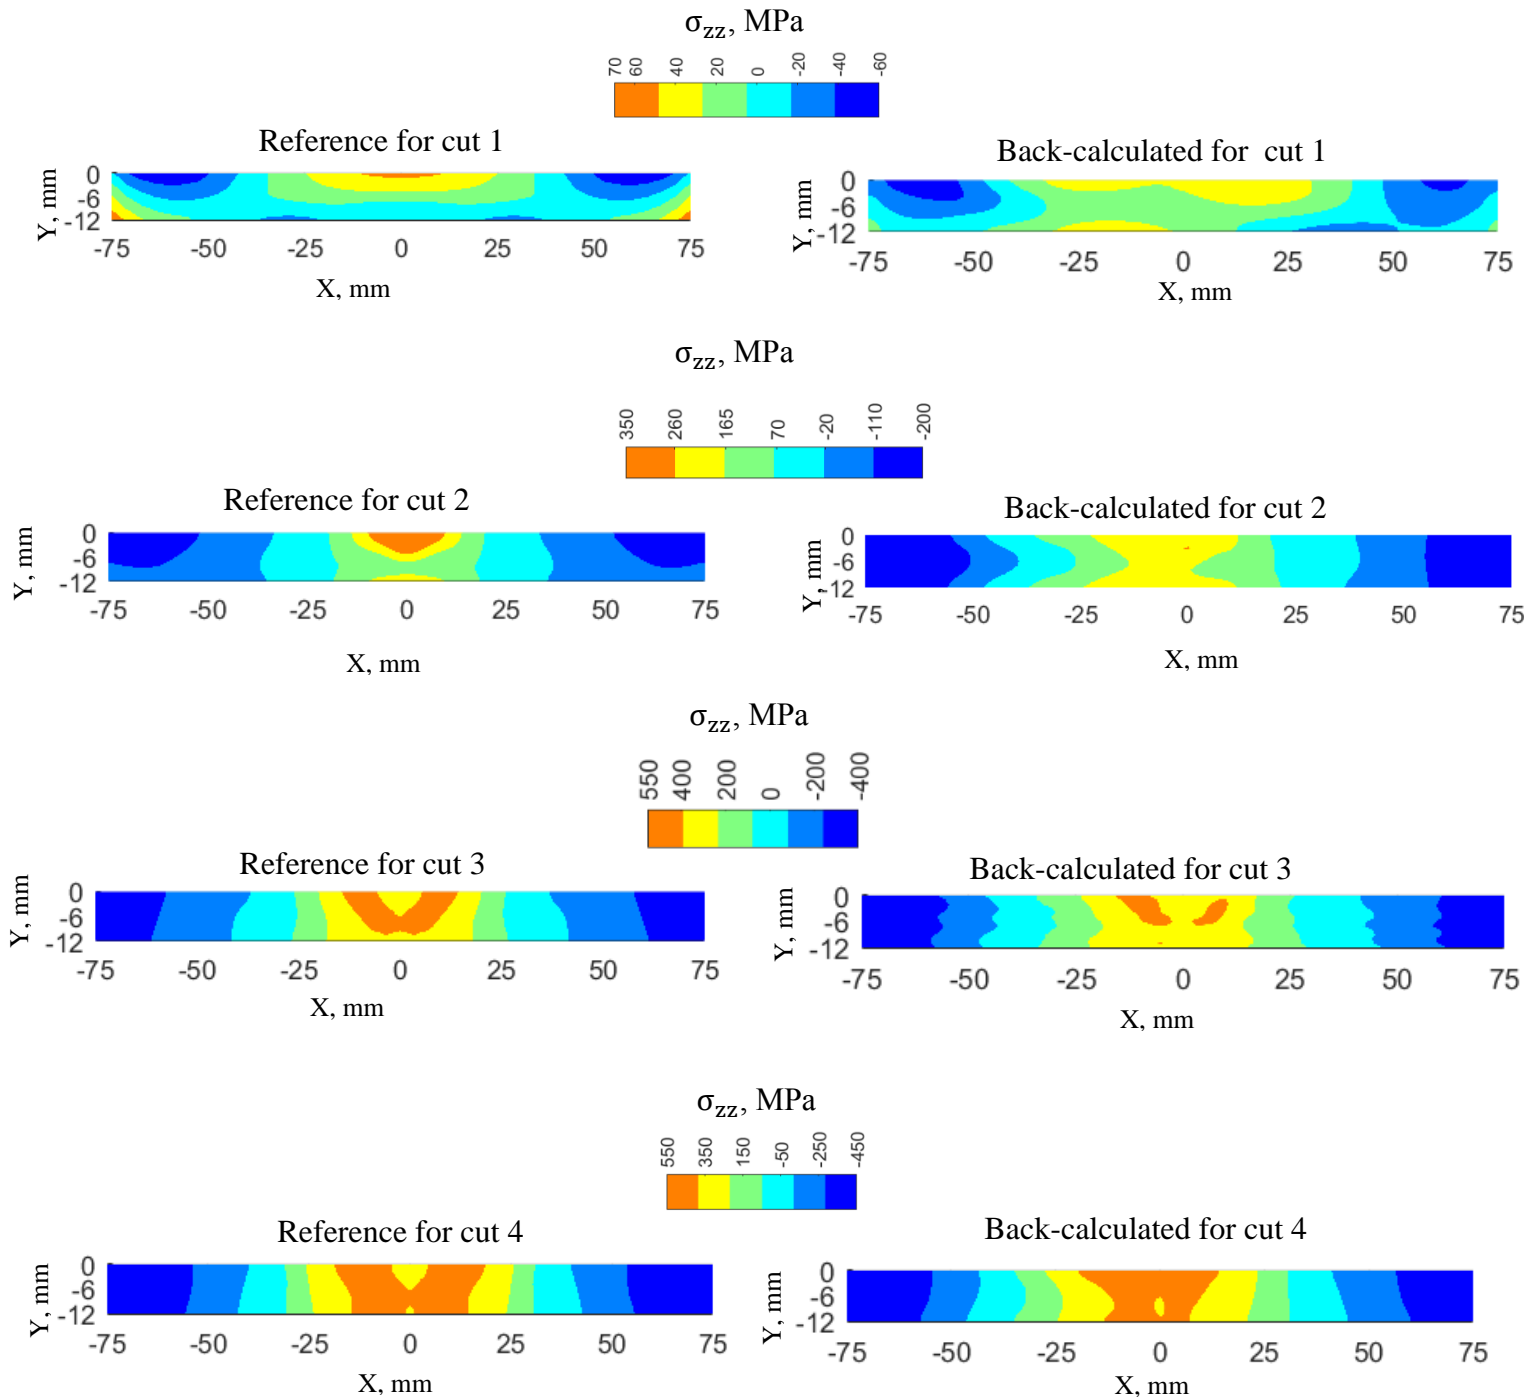 σzz, MPa
70 60 40 20 0 -20 -40 -60
Reference for cut 1
Y, mm
0
-6
-12
-75 -50 -25 0 25 50 75
X, mm
Back-calculated for cut 1
Y, mm
0
-6
-12
-75 -50 -25 0 25 50 75
X, mm
σzz, MPa
350 260 165 70 -20 -110 -200
Reference for cut 2
Y, mm
0
-6
-12
-75 -50 -25 0 25 50 75
X, mm
Back-calculated for cut 2
Y, mm
0
-6
-12
-75 -50 -25 0 25 50 75
X, mm
σzz, MPa
550 400 200 0 -200 -400
Reference for cut 3
Y, mm
0
-6
-12
-75 -50 -25 0 25 50 75
X, mm
Back-calculated for cut 3
Y, mm
0
-6
-12
-75 -50 -25 0 25 50 75
X, mm
σzz, MPa
550 350 150 -50 -250 -450
Reference for cut 4
Y, mm
0
-6
-12
-75 -50 -25 0 25 50 75
X, mm
Back-calculated for cut 4
Y, mm
0
-6
-12
-75 -50 -25 0 25 50 75
X, mm